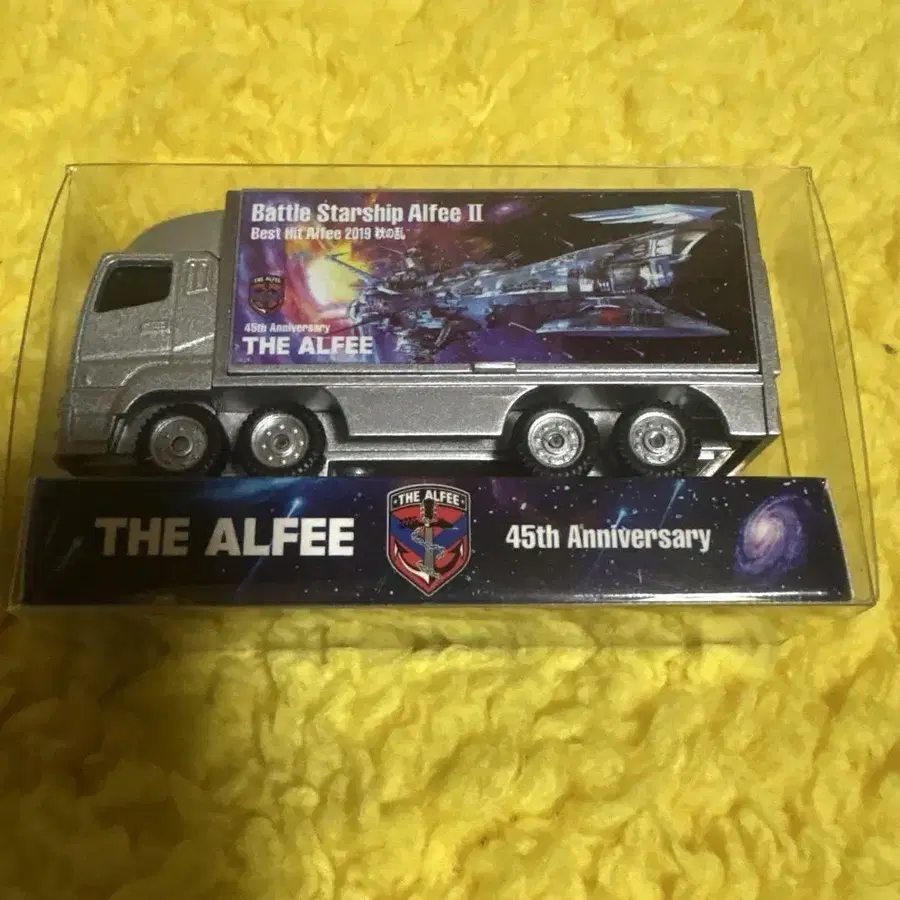 Battle Starship Alfee II
Best Hit Alfee 2019 秋の乱
THE ALFEE
45th Anniversary
THE ALFEE
THE ALFEE
THE ALFEE
45th Anniversary